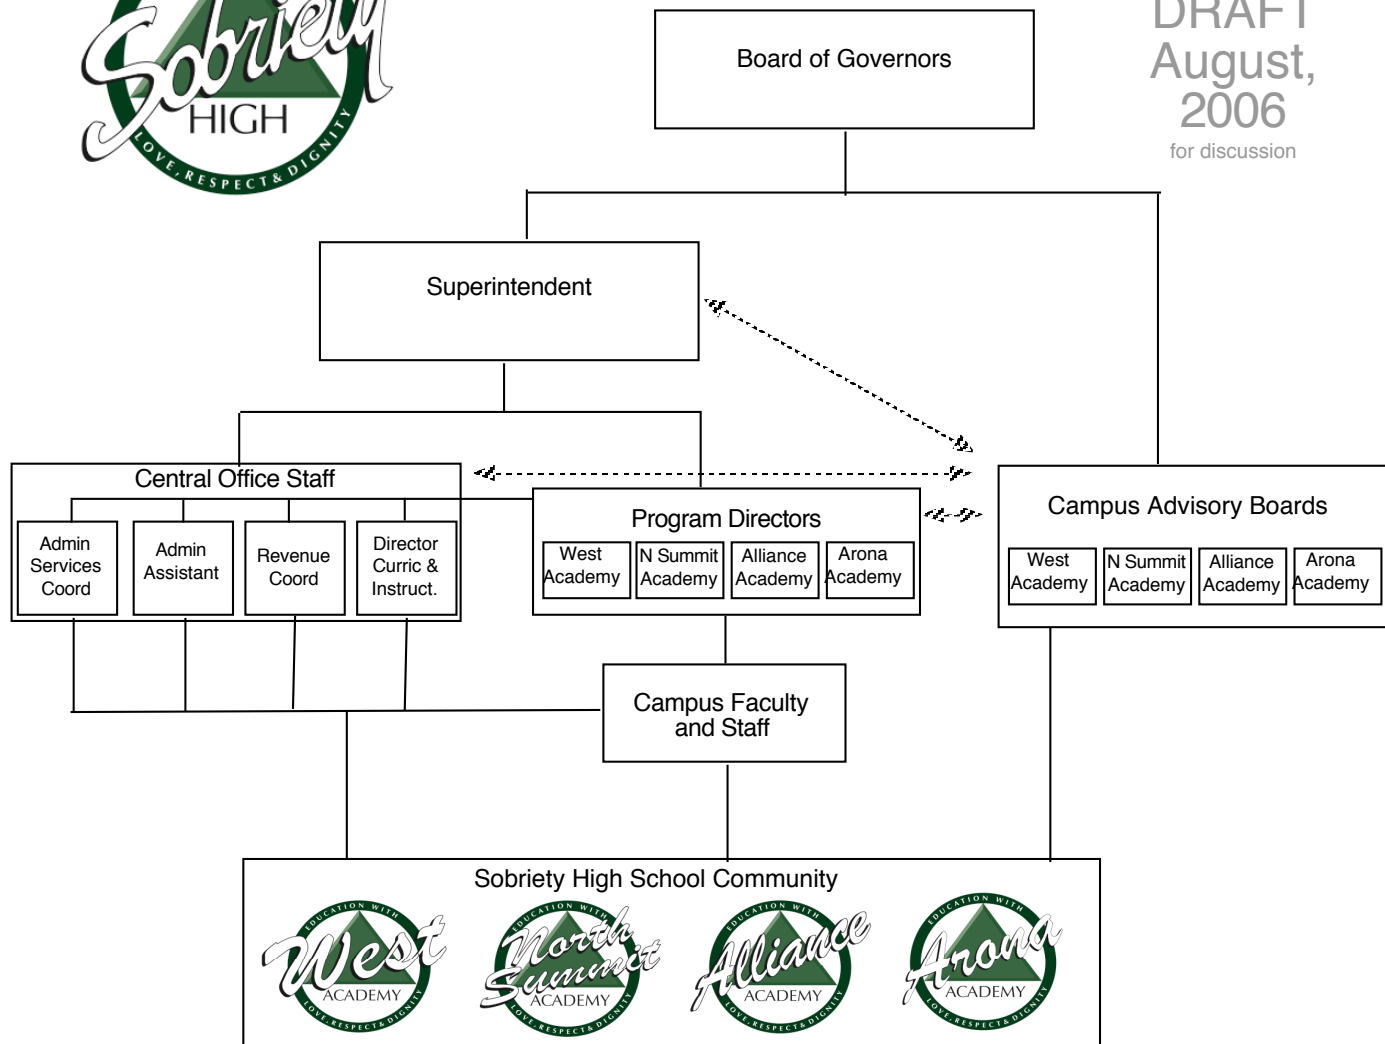 Sobriety
HIGH
LOVE, RESPECT & DIGNITY
DRAFT
August,
2006
for discussion
Board of Governors
Superintendent
Central Office Staff
Admin
Services
Coord
Admin
Assistant
Revenue
Coord
Director
Curric &
Instruct.
Program Directors
West
Academy
N Summit
Academy
Alliance
Academy
Arona
Academy
Campus Advisory Boards
West
Academy
N Summit
Academy
Alliance
Academy
Arona
Academy
Campus Faculty
and Staff
Sobriety High School Community
EDUCATION WITH
West
ACADEMY
LOVE, RESPECT & DIGNITY
EDUCATION WITH
North
Summit
ACADEMY
LOVE, RESPECT & DIGNITY
EDUCATION WITH
Alliance
ACADEMY
LOVE, RESPECT & DIGNITY
EDUCATION WITH
Arona
ACADEMY
LOVE, RESPECT & DIGNITY